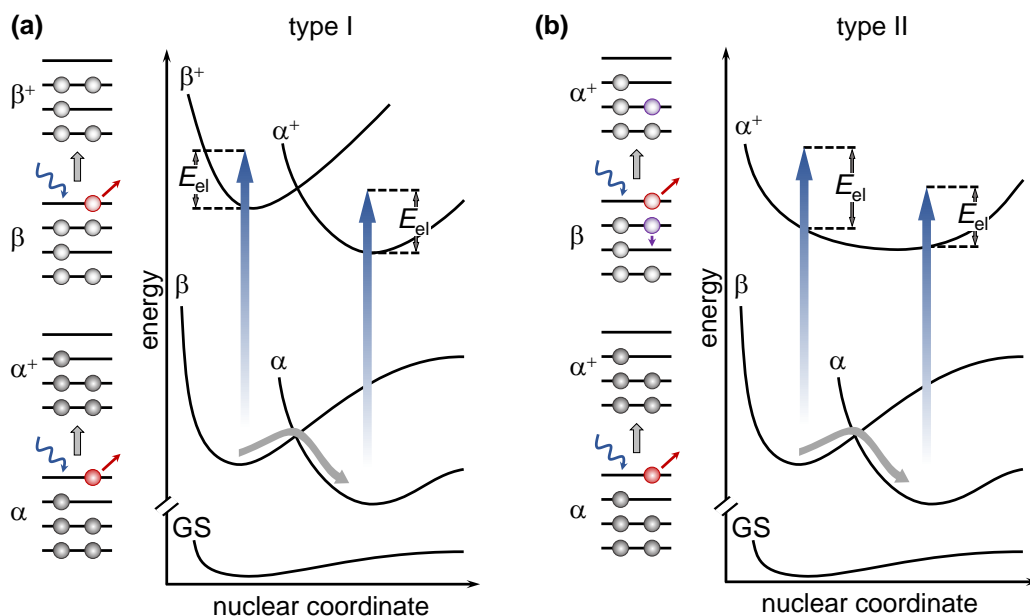 (a)
type I
β⁺
β
α⁺
α
energy
β⁺
α⁺
E_el
E_el
β
α
GS
nuclear coordinate
(b)
type II
α⁺
β
α⁺
α
energy
α⁺
E_el
E_el
β
α
GS
nuclear coordinate